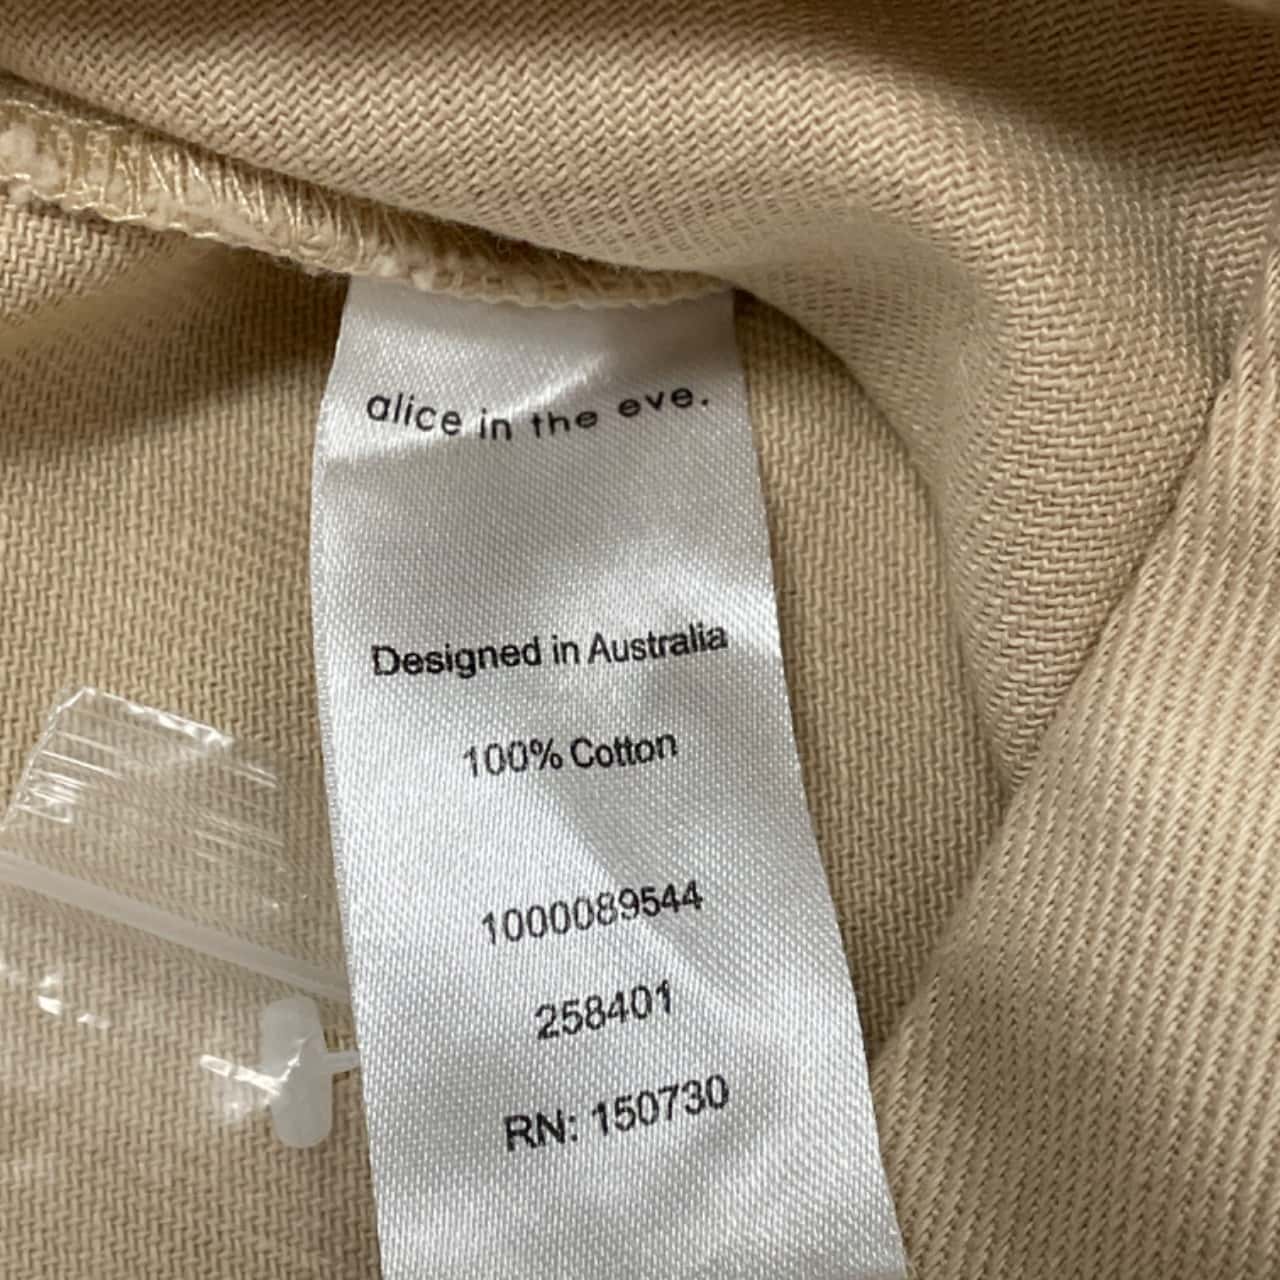 alice in the eve.
Designed in Australia
100% Cotton
1000089544
258401
RN: 150730